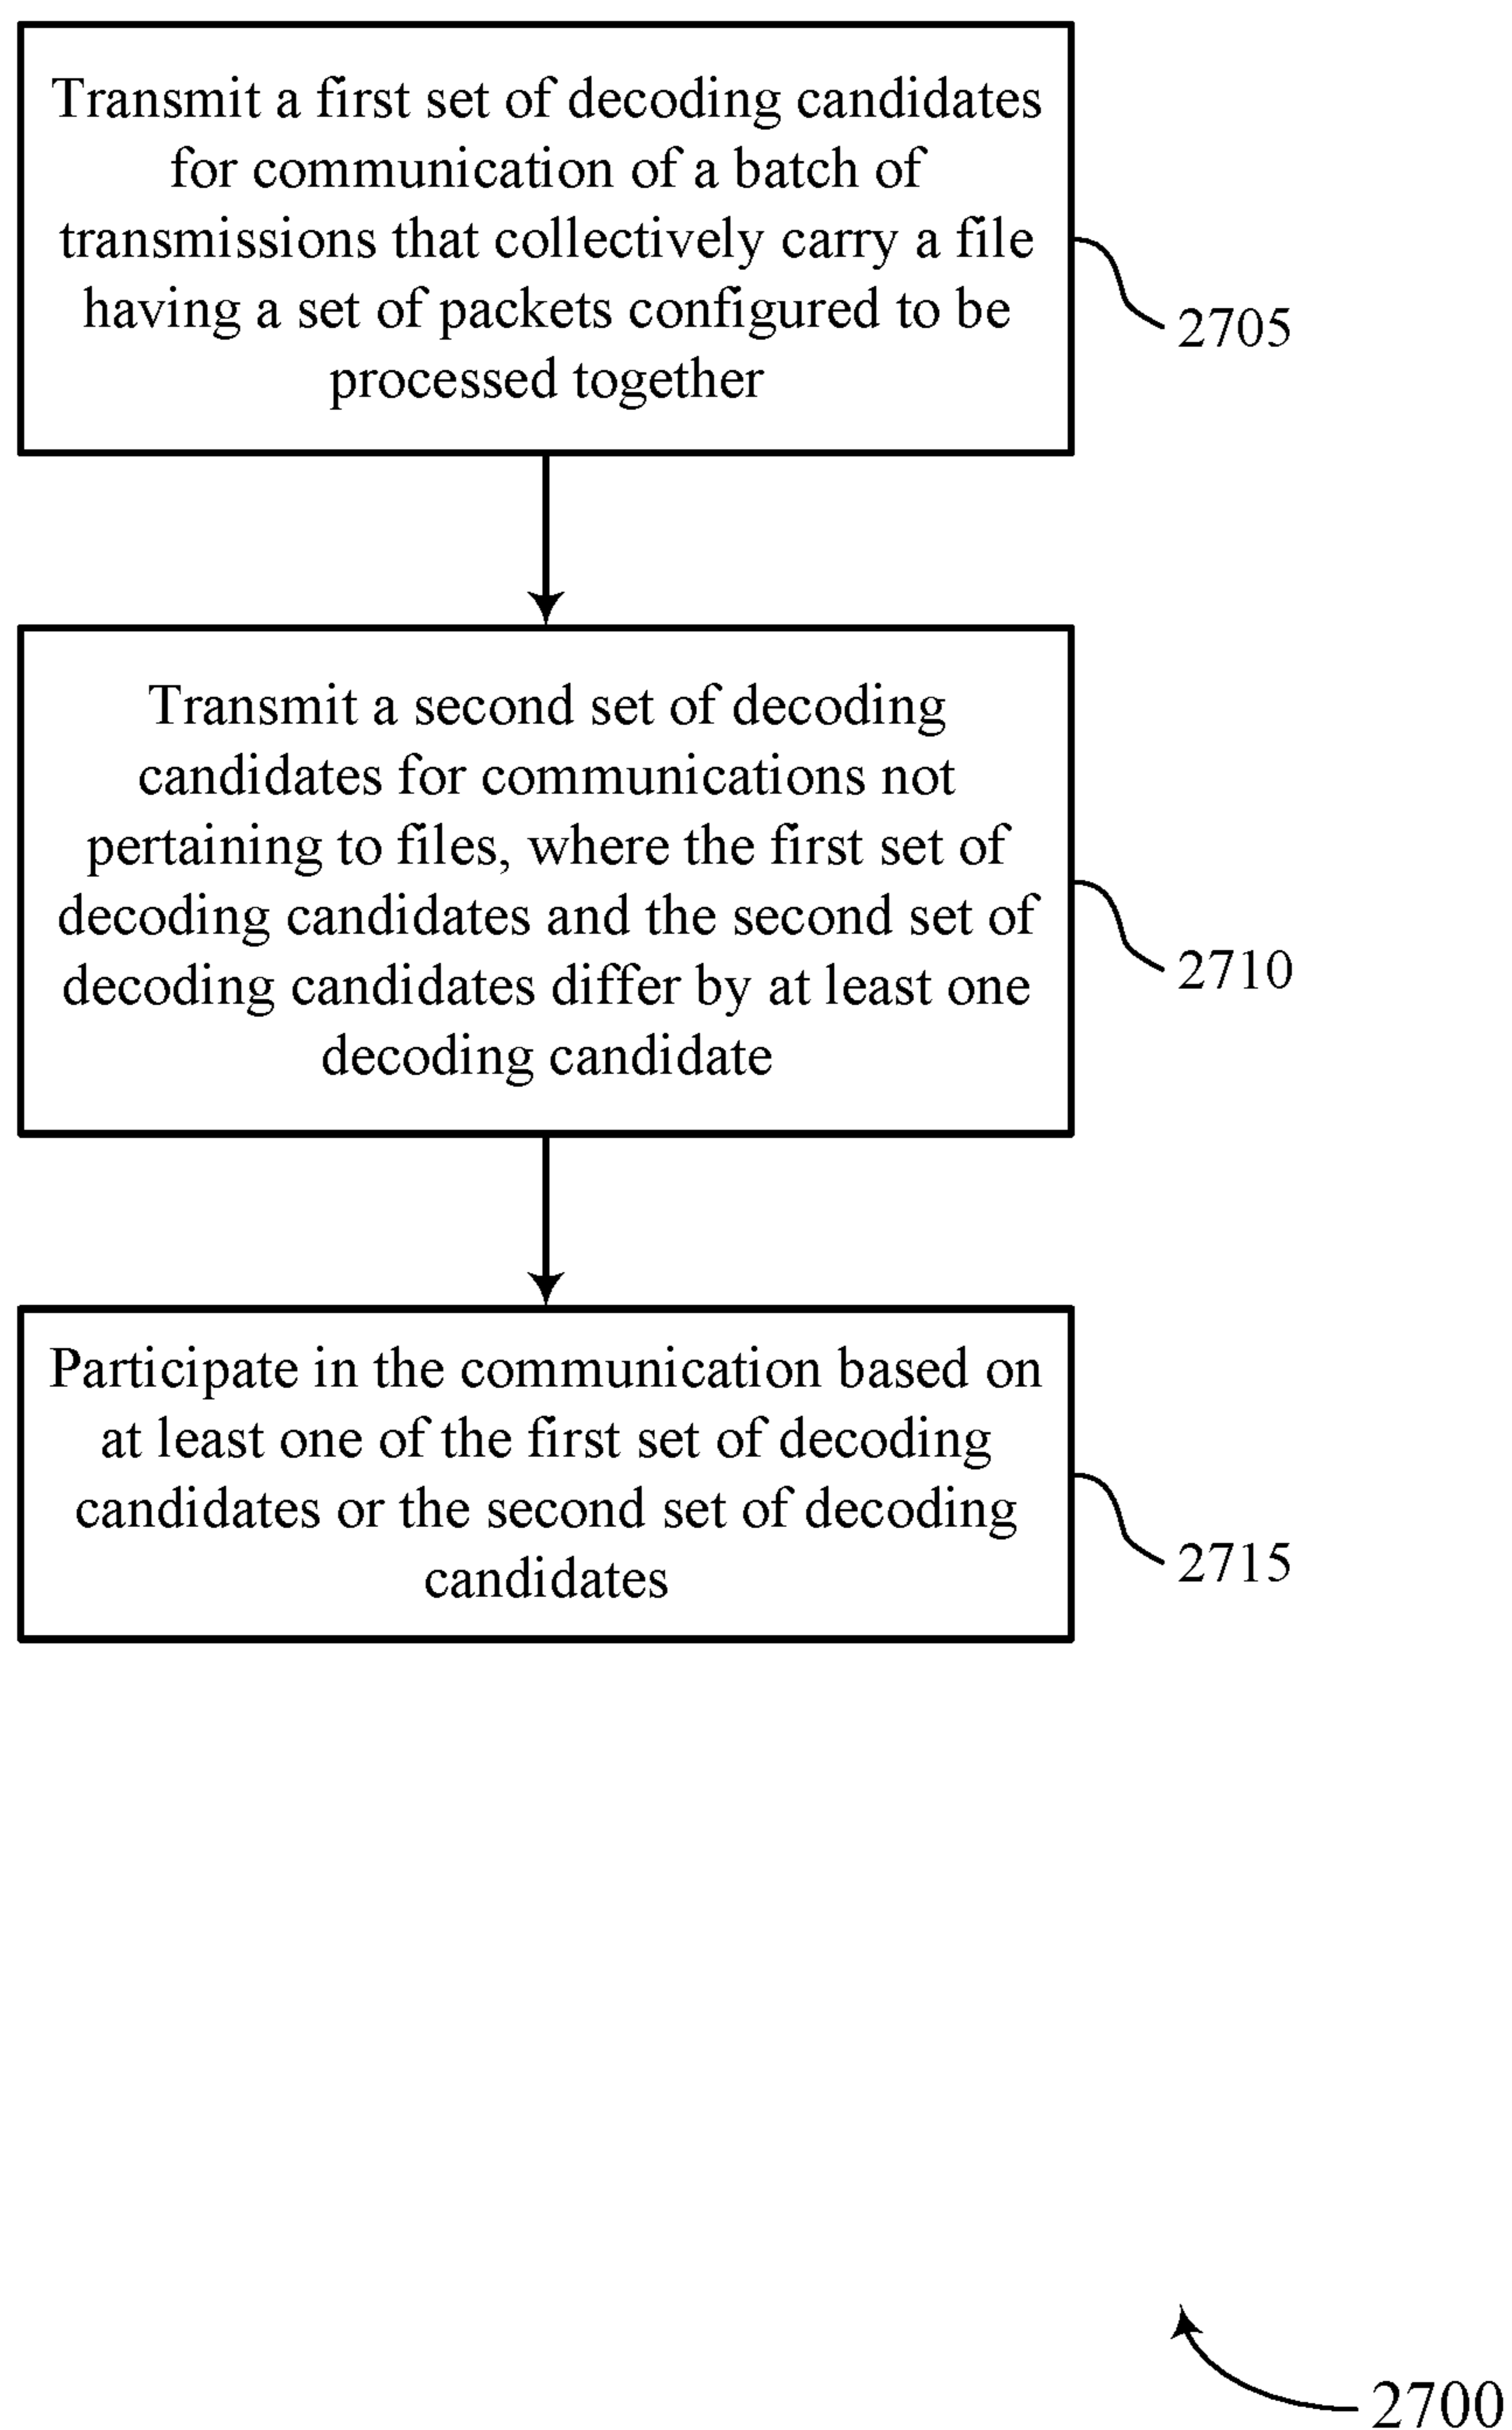 Transmit a first set of decoding candidates
for communication of a batch of
transmissions that collectively carry a file
having a set of packets configured to be
processed together
2705
Transmit a second set of decoding
candidates for communications not
pertaining to files, where the first set of
decoding candidates and the second set of
decoding candidates differ by at least one
decoding candidate
2710
Participate in the communication based on
at least one of the first set of decoding
candidates or the second set of decoding
candidates
2715
2700